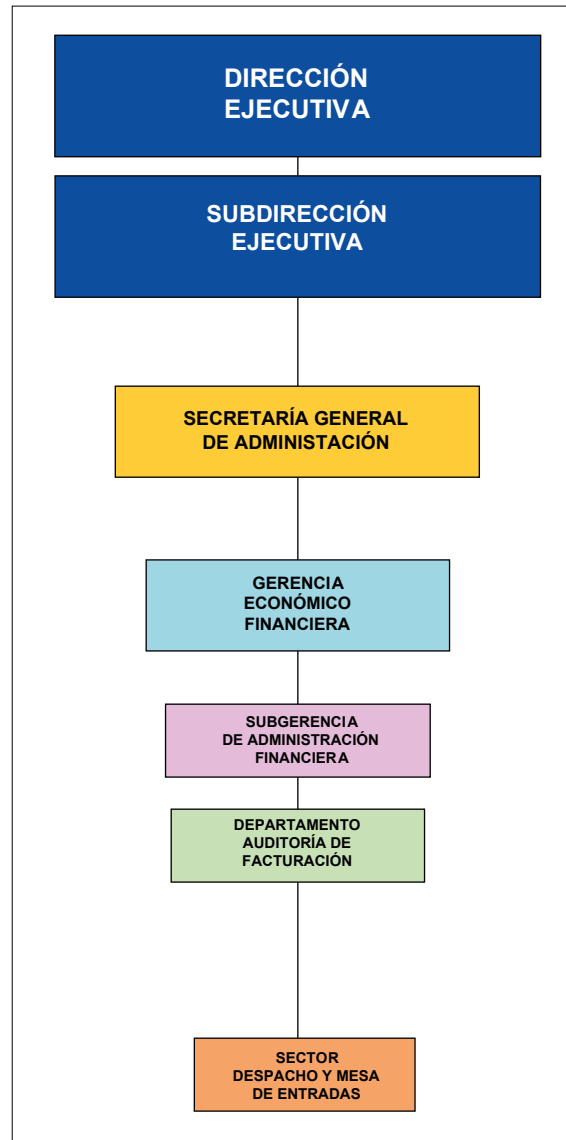 DIRECCIÓN
EJECUTIVA
SUBDIRECCIÓN
EJECUTIVA
SECRETARÍA GENERAL
DE ADMINISTACIÓN
GERENCIA
ECONÓMICO
FINANCIERA
SUBGERENCIA
DE ADMINISTRACIÓN
FINANCIERA
DEPARTAMENTO
AUDITORÍA DE
FACTURACIÓN
SECTOR
DESPACHO Y MESA
DE ENTRADAS